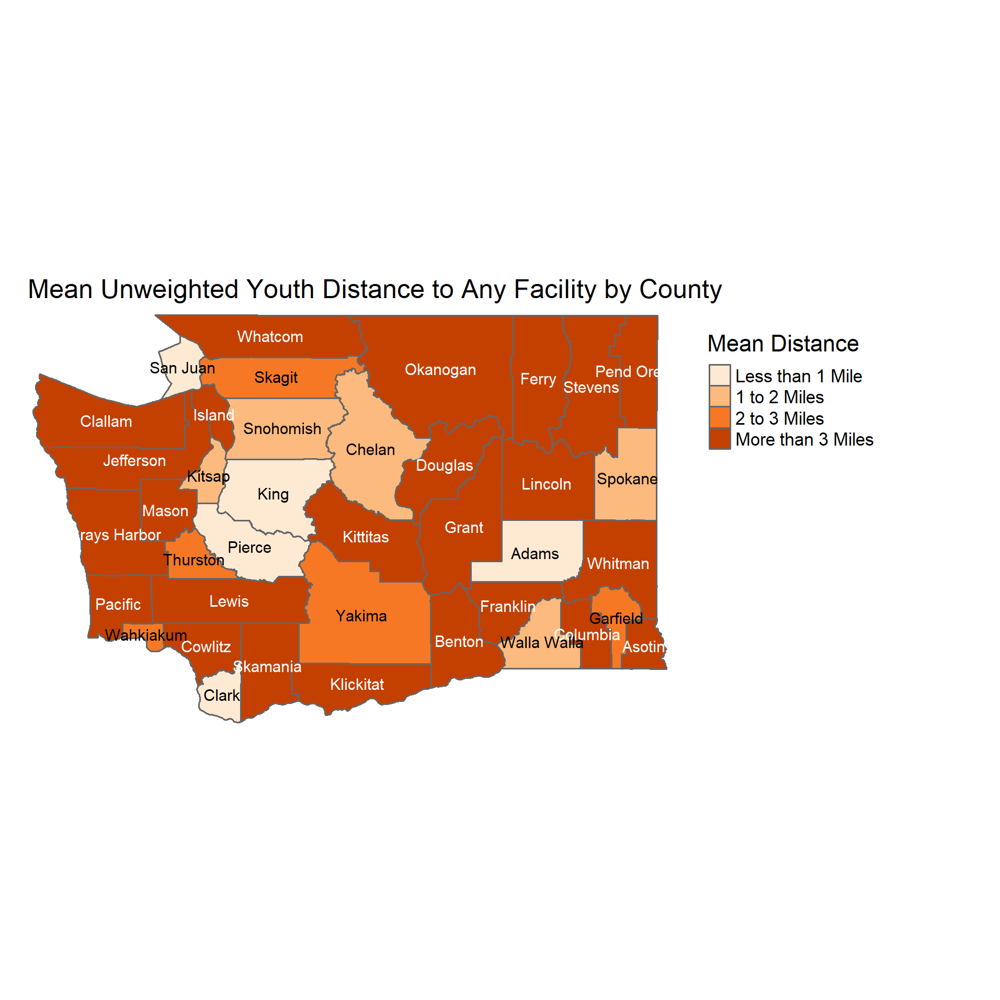 Mean Unweighted Youth Distance to Any Facility by County
Whatcom
San Juan
Skagit
Okanogan
Ferry
Stevens
Pend Ore
Clallam
Island
Snohomish
Chelan
Jefferson
Kitsap
King
Douglas
Lincoln
Spokane
Mason
rays Harbor
Kittitas
Grant
Adams
Pierce
Thurston
Whitman
Pacific
Lewis
Yakima
Franklin
Garfield
Wahkiakum
Cowlitz
Benton
Walla Walla
Columbia
Asotin
Skamania
Klickitat
Clark
Mean Distance
Less than 1 Mile
1 to 2 Miles
2 to 3 Miles
More than 3 Miles